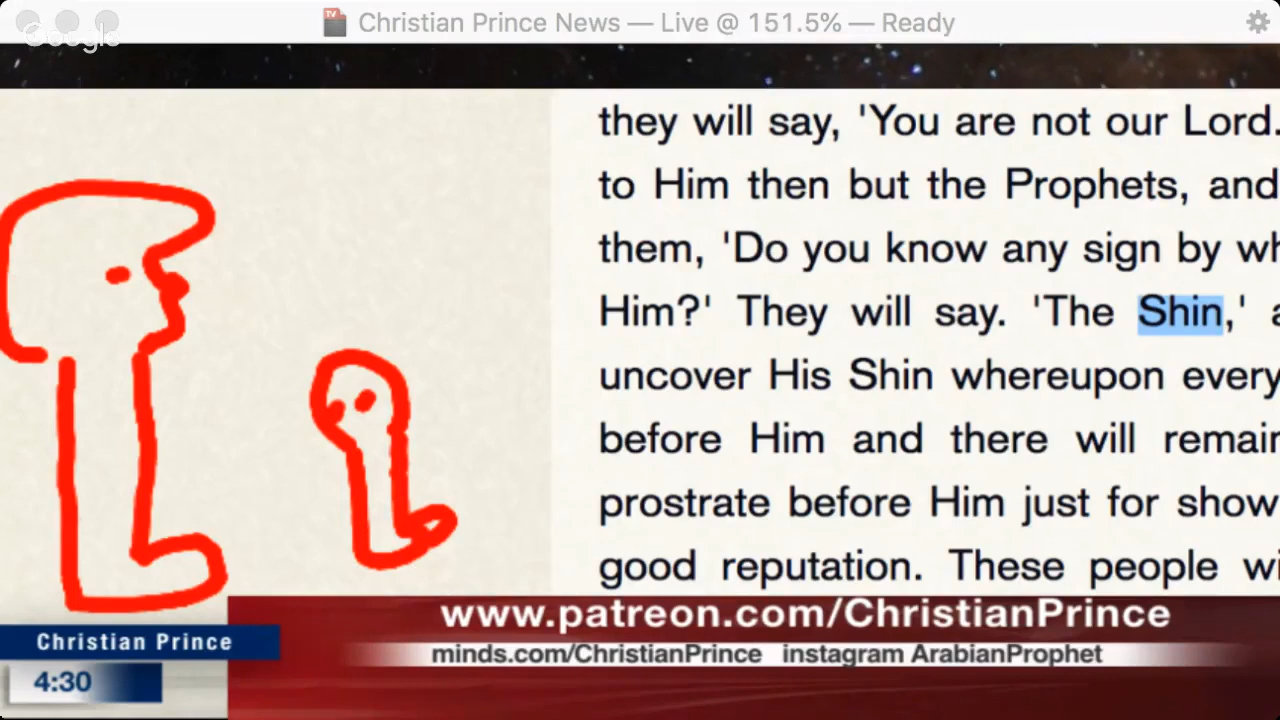 Christian Prince News — Live @ 151.5% — Ready
TV
Google
they will say, 'You are not our Lord.
to Him then but the Prophets, and
them, 'Do you know any sign by wh
Him?' They will say. 'The Shin,' a
uncover His Shin whereupon every
before Him and there will remain
prostrate before Him just for show
good reputation. These people wi
www.patreon.com/ChristianPrince
Christian Prince
minds.com/ChristianPrince instagram ArabianProphet
4:30